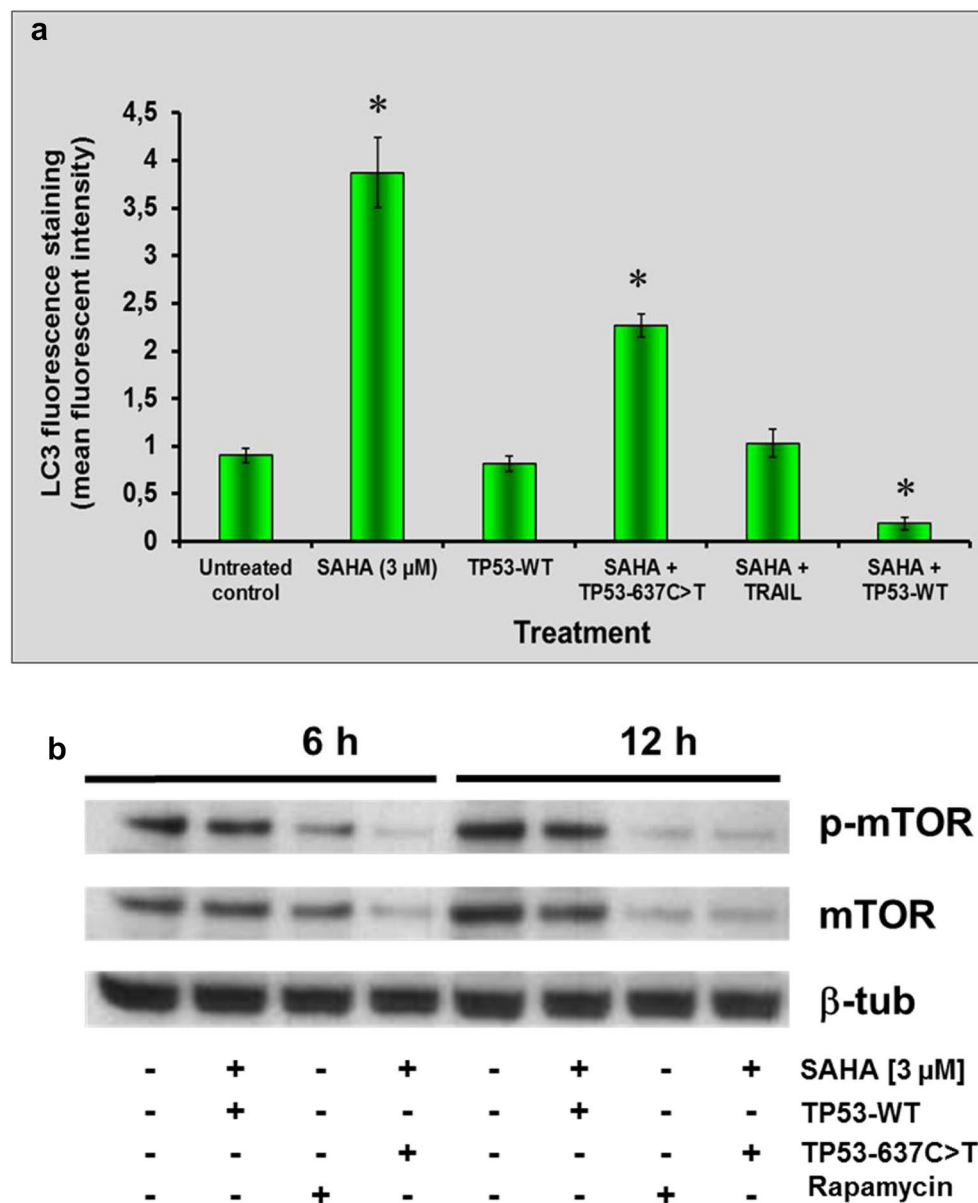 a
LC3 fluorescence staining
(mean fluorescent intensity)
4,5
4
3,5
3
2,5
2
1,5
1
0,5
0
*
*
*
Untreated
control
SAHA (3 µM)
TP53-WT
SAHA +
TP53-637C>T
SAHA +
TRAIL
SAHA +
TP53-WT
Treatment
b
6 h
12 h
p-mTOR
mTOR
β-tub
- + - + - + - + SAHA [3 µM]
- + - - - + - - TP53-WT
- - - + - - - + TP53-637C>T
- - + - - - + - Rapamycin